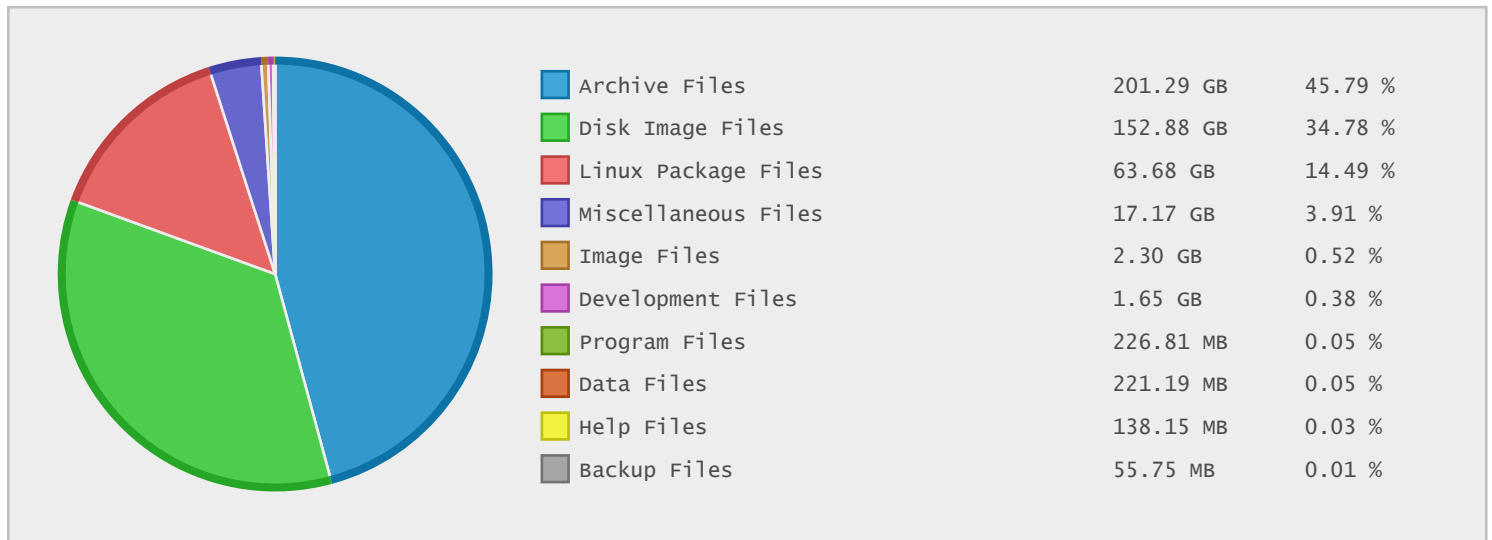 Archive Files 201.29 GB 45.79 %
Disk Image Files 152.88 GB 34.78 %
Linux Package Files 63.68 GB 14.49 %
Miscellaneous Files 17.17 GB 3.91 %
Image Files 2.30 GB 0.52 %
Development Files 1.65 GB 0.38 %
Program Files 226.81 MB 0.05 %
Data Files 221.19 MB 0.05 %
Help Files 138.15 MB 0.03 %
Backup Files 55.75 MB 0.01 %